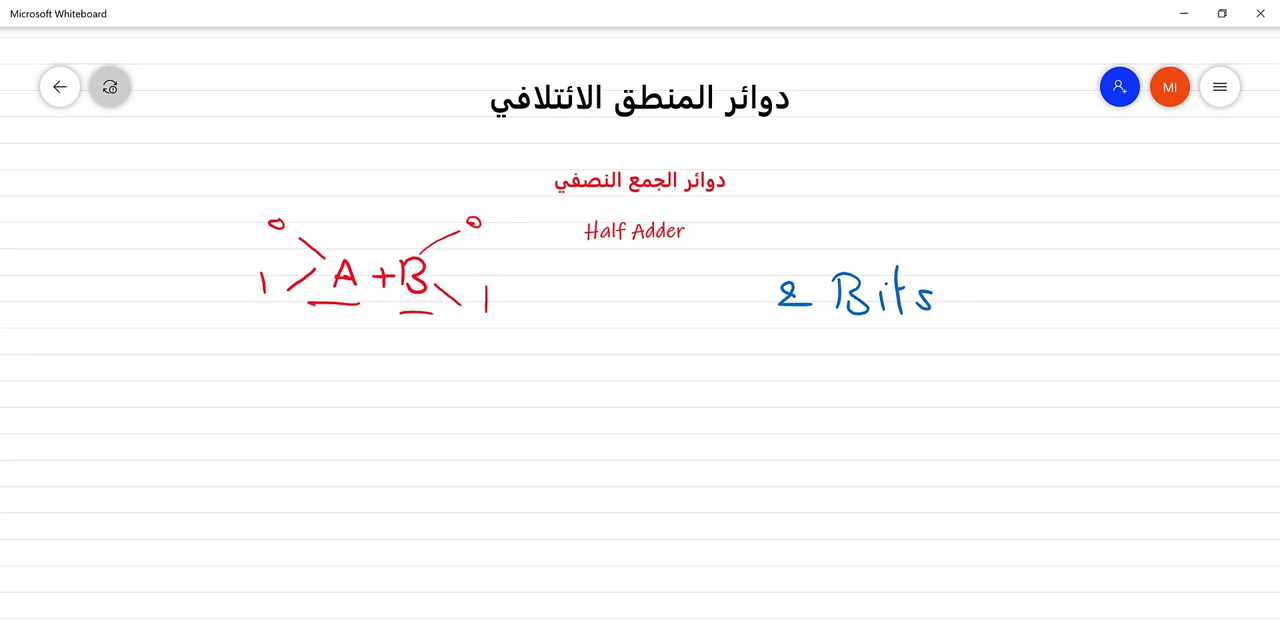 Microsoft Whiteboard
MI
دوائر المنطق الائتلافي
دوائر الجمع النصفي
Half Adder
0 0
A + B
1 1
2 Bits